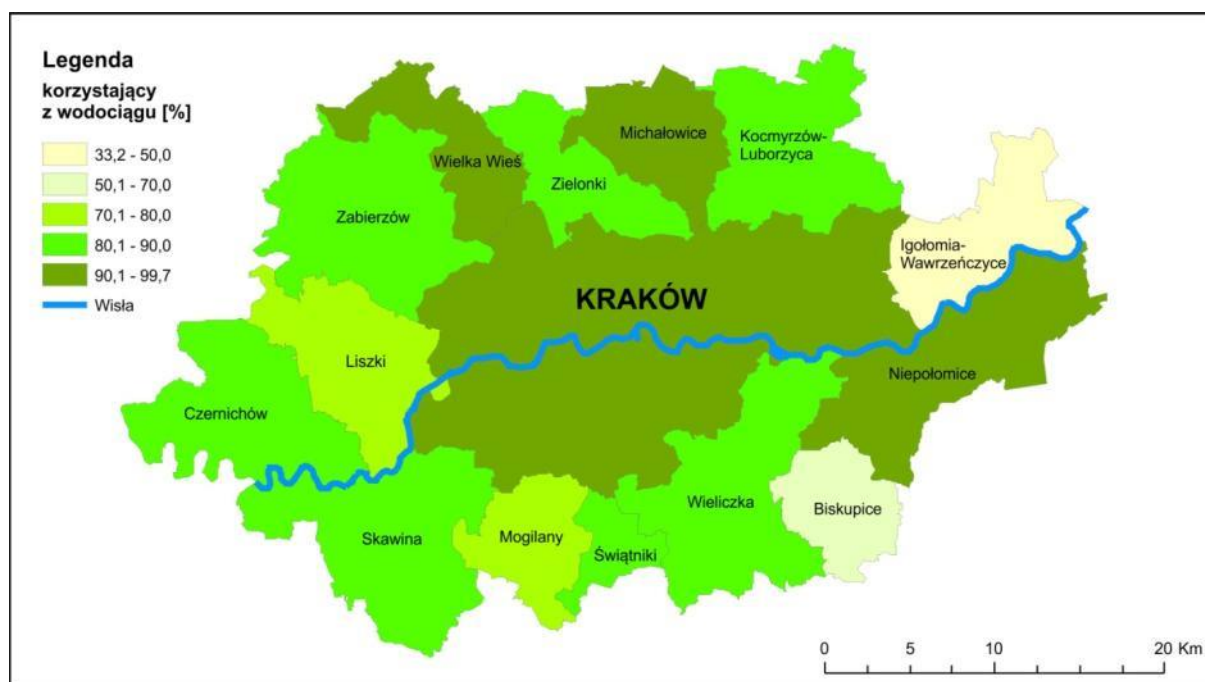 Legenda
korzystający
z wodociągu [%]
33,2 - 50,0
50,1 - 70,0
70,1 - 80,0
80,1 - 90,0
90,1 - 99,7
Wisła
Michałowice
Kocmyrzów-
Luborzyca
Wielka Wieś
Zielonki
Zabierzów
Igołomia-
Wawrzeńczyce
KRAKÓW
Liszki
Niepołomice
Czernichów
Wieliczka
Biskupice
Skawina
Mogilany
Świątniki
0 5 10 20 Km